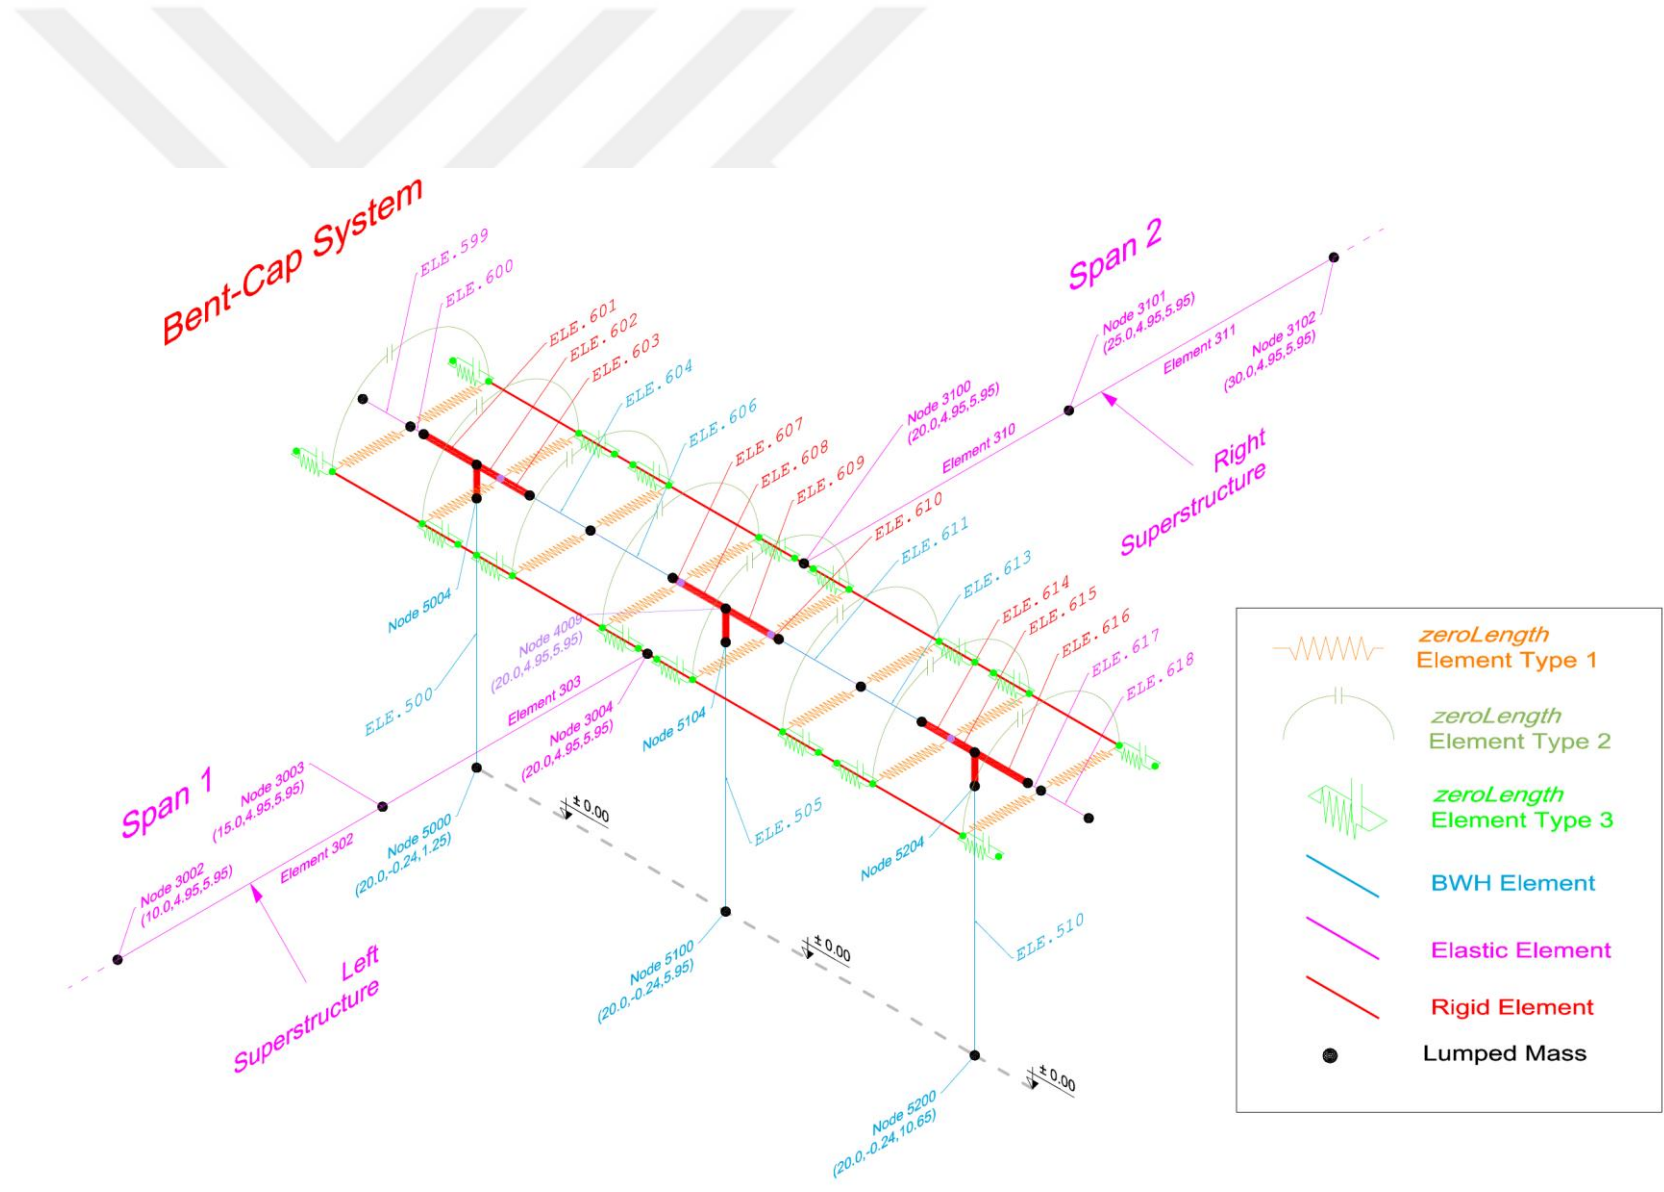 Bent-Cap System
ELE.599
ELE.600
ELE.601
ELE.602
ELE.603
ELE.604
ELE.606
ELE.607
ELE.608
ELE.609
ELE.610
ELE.611
ELE.613
ELE.614
ELE.615
ELE.616
ELE.617
ELE.618
Span 2
Node 3101
(25.0,4.95,5.95)
Element 311
Node 3102
(30.0,4.95,5.95)
Node 3100
(20.0,4.95,5.95)
Element 310
Right
Superstructure
Node 5004
Node 4009
(20.0,4.95,5.95)
ELE.500
Element 303
Node 3004
(20.0,4.95,5.95)
Node 5104
Span 1
Node 3003
(15.0,4.95,5.95)
Node 3002
(10.0,4.95,5.95)
Element 302
Node 5000
(20.0,-0.24,1.25)
± 0.00
ELE.505
Node 5204
Left
Superstructure
Node 5100
(20.0,-0.24,5.95)
± 0.00
ELE.510
± 0.00
Node 5200
(20.0,-0.24,10.65)
zeroLength
Element Type 1
zeroLength
Element Type 2
zeroLength
Element Type 3
BWH Element
Elastic Element
Rigid Element
Lumped Mass